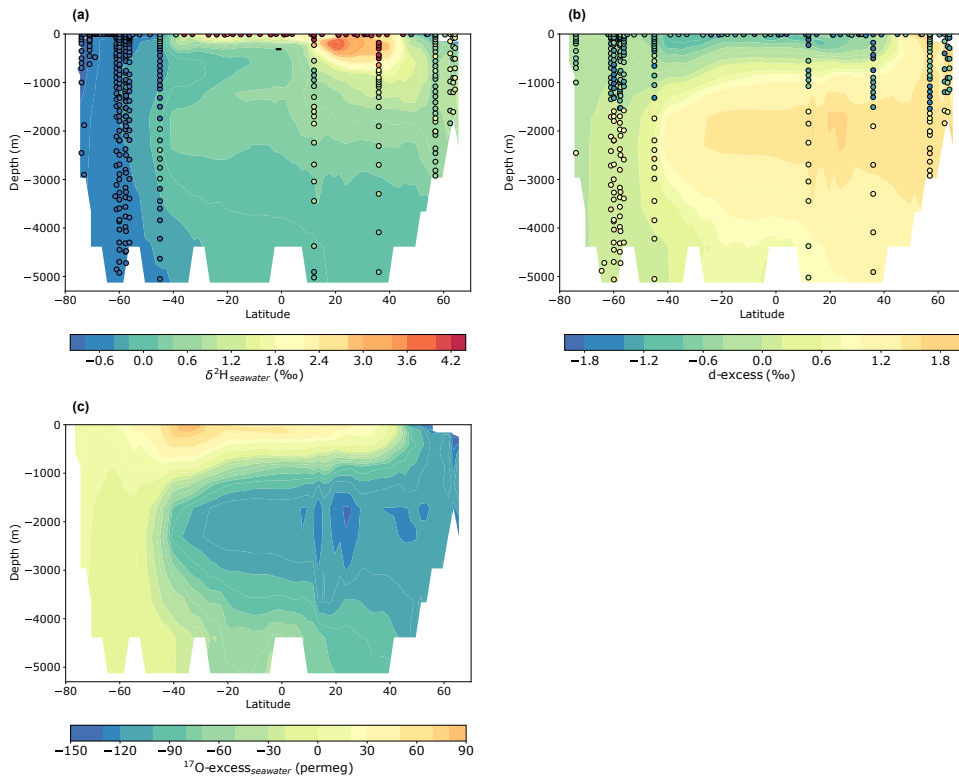 (a)
0
−1000
−2000
−3000
−4000
−5000
Depth (m)
−80 −60 −40 −20 0 20 40 60
Latitude
−0.6 0.0 0.6 1.2 1.8 2.4 3.0 3.6 4.2
δ²H_seawater (‰)
(b)
0
−1000
−2000
−3000
−4000
−5000
Depth (m)
−80 −60 −40 −20 0 20 40 60
Latitude
−1.8 −1.2 −0.6 0.0 0.6 1.2 1.8
d-excess (‰)
(c)
0
−1000
−2000
−3000
−4000
−5000
Depth (m)
−80 −60 −40 −20 0 20 40 60
Latitude
−150 −120 −90 −60 −30 0 30 60 90
¹⁷O-excess_seawater (permeg)